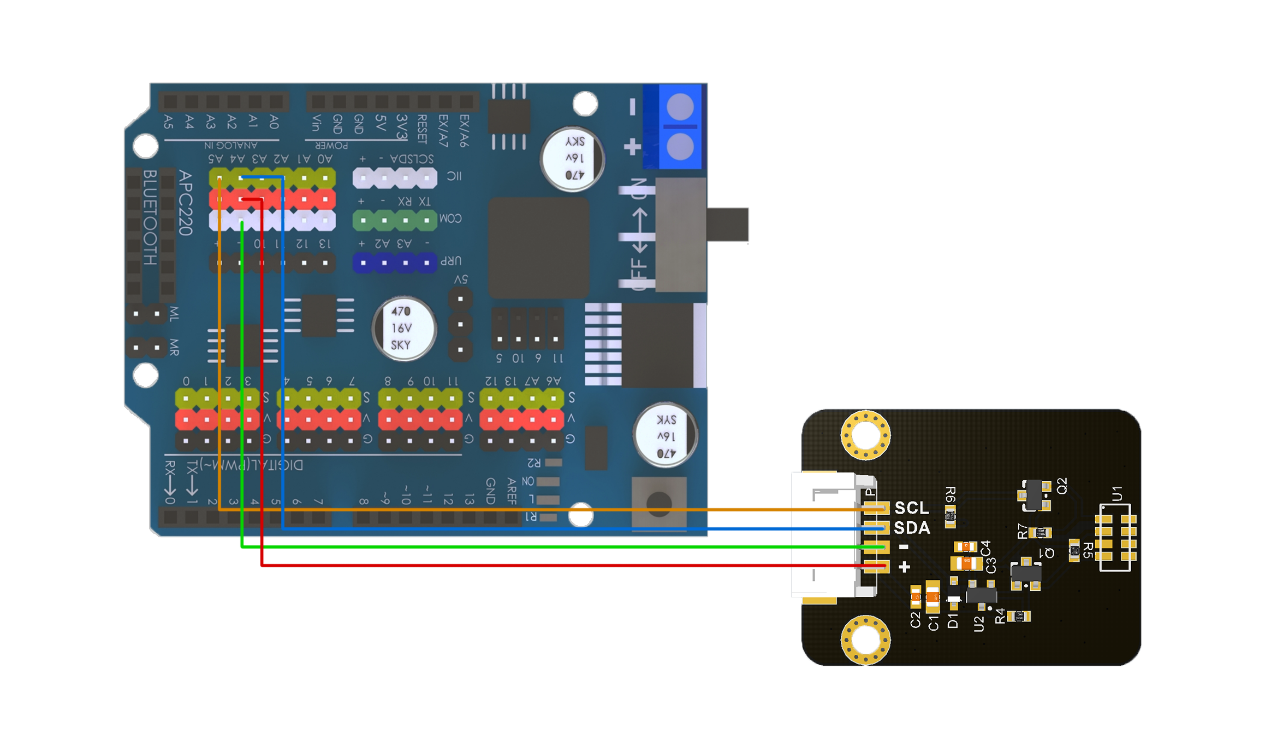 A5 A4 A3 A2 A1 A0
Vin GND GND 5V 3V3 RESET EX/A7 EX/A6
ANALOG IN
POWER
A5 A4 A3 A2 A1 A0
+ - SDA SCL
IIC
+ - RX TX
COM
+ A2 A3 -
URP
+ - 10 11 12 13
BLUETOOTH
APC220
ML
MR
5V
470
16v
SKY
470
16V
SKY
470
16v
SYK
-
+
OFF ON
5 10 6 11
0 1 2 3 4 5 6 7 8 9 10 11 12 13 A7 A6
S S S S
V V V V
G G G G
DIGITAL(PWM~)
RX 0
TX 1
2 3 4 5 6 7 8 ~9 ~10 ~11 12 13 GND AREF
R2
ON
L
R1
P
SCL
SDA
-
+
R6
C4
C3
C2
C1
D1
U2
R4
R7
Q2
Q1
R5
U1